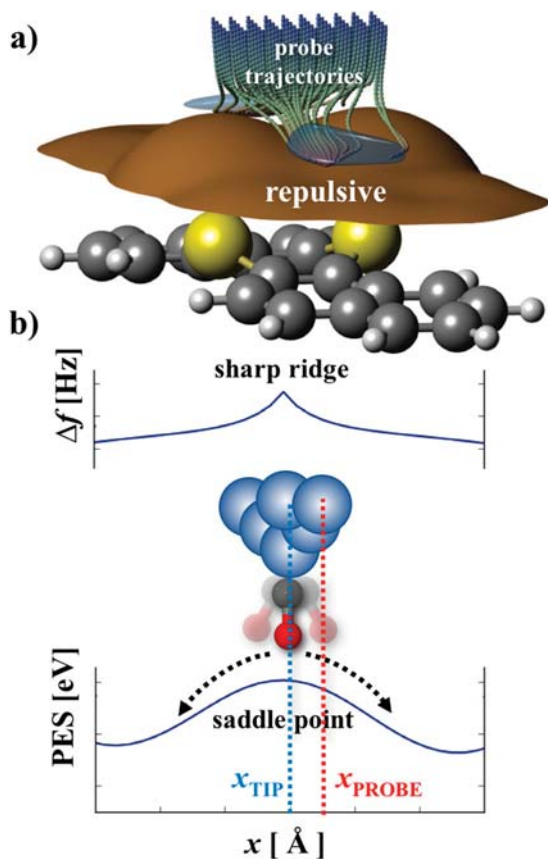 a)
probe
trajectories
repulsive
b)
sharp ridge
Δf [Hz]
PES [eV]
saddle point
xTIP
xPROBE
x [ Å ]